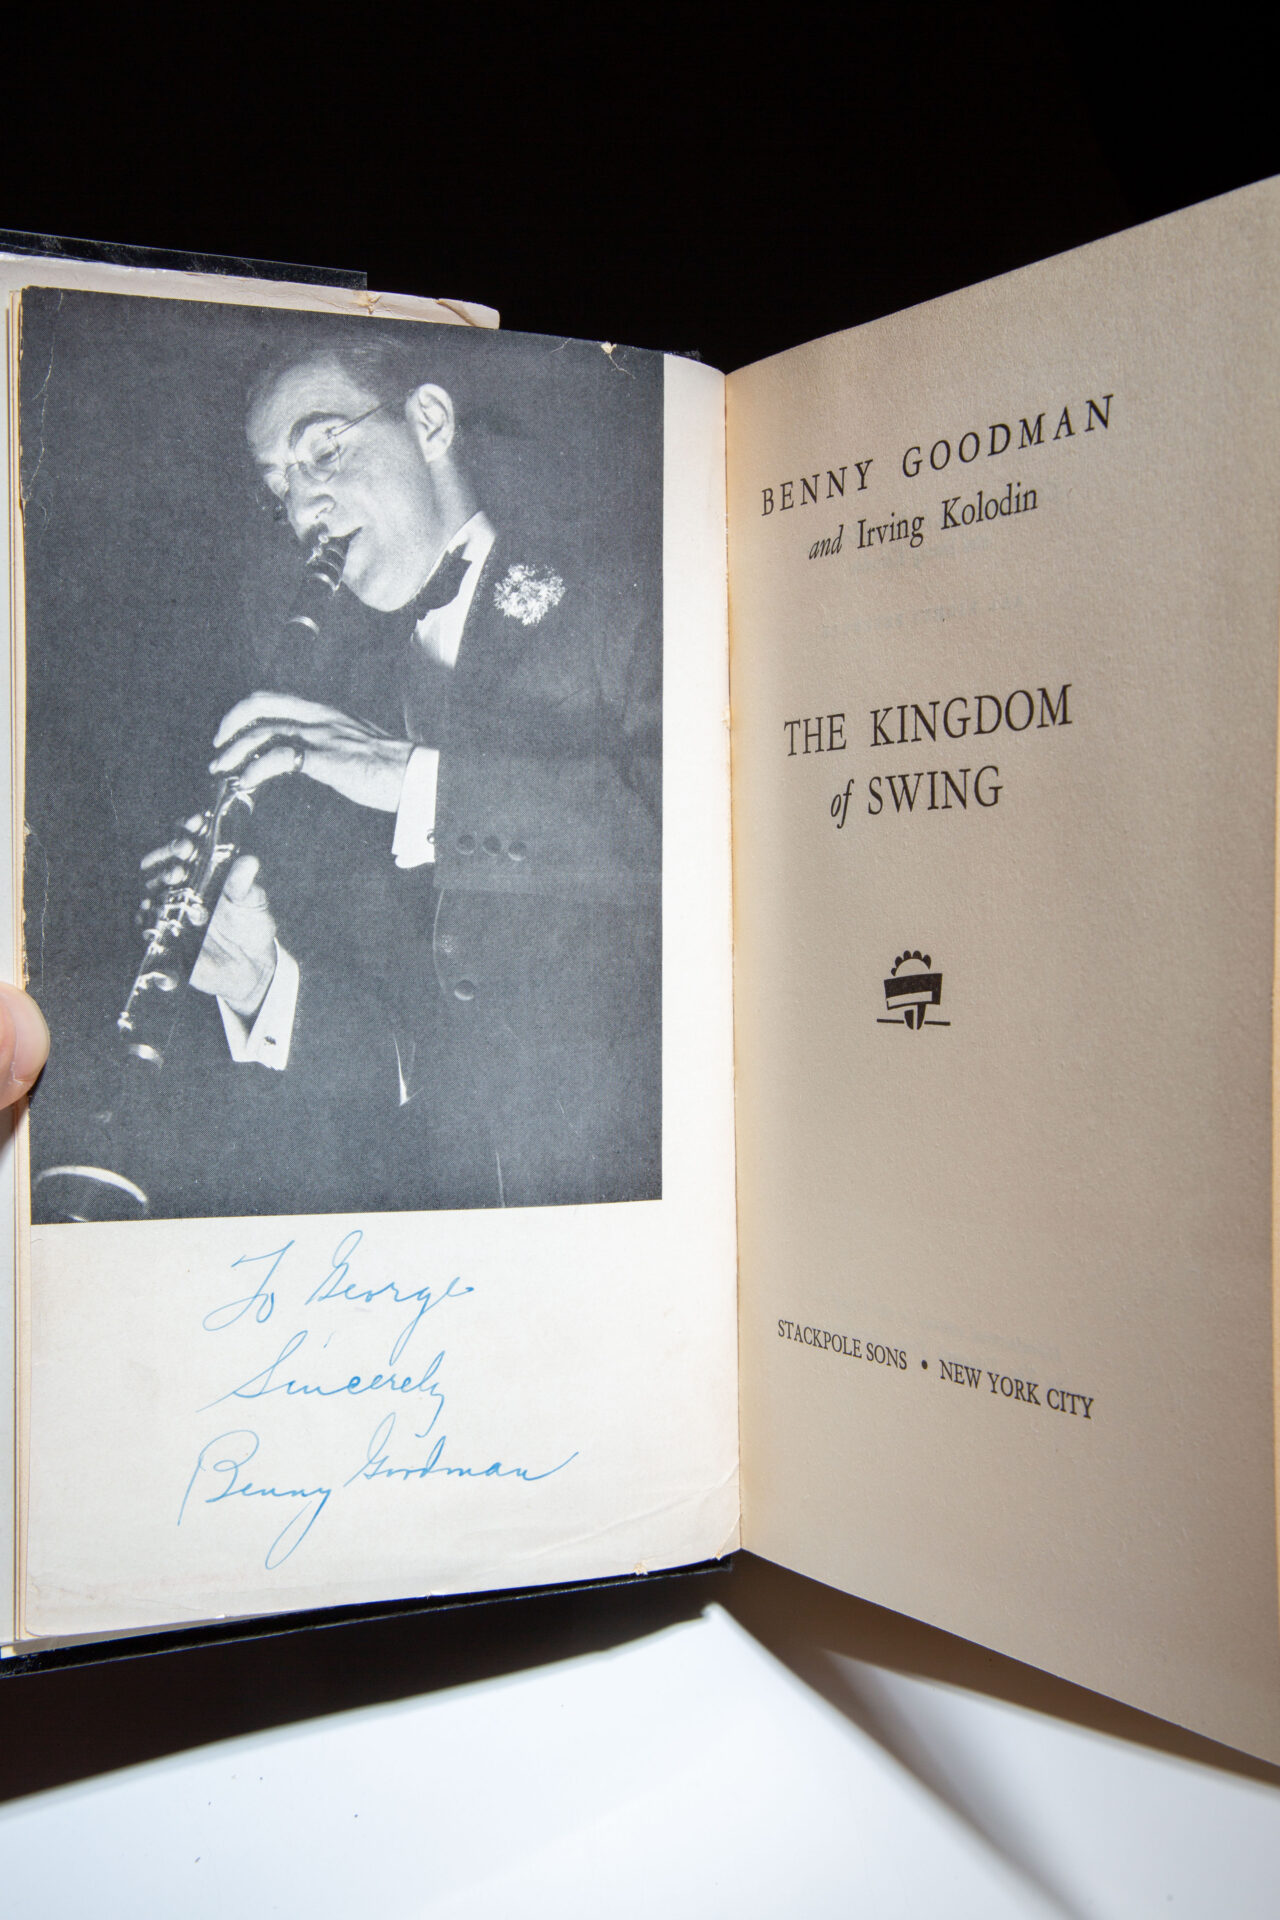 To George
Sincerely
Benny Goodman
BENNY GOODMAN
and Irving Kolodin
THE KINGDOM
of SWING
STACKPOLE SONS • NEW YORK CITY